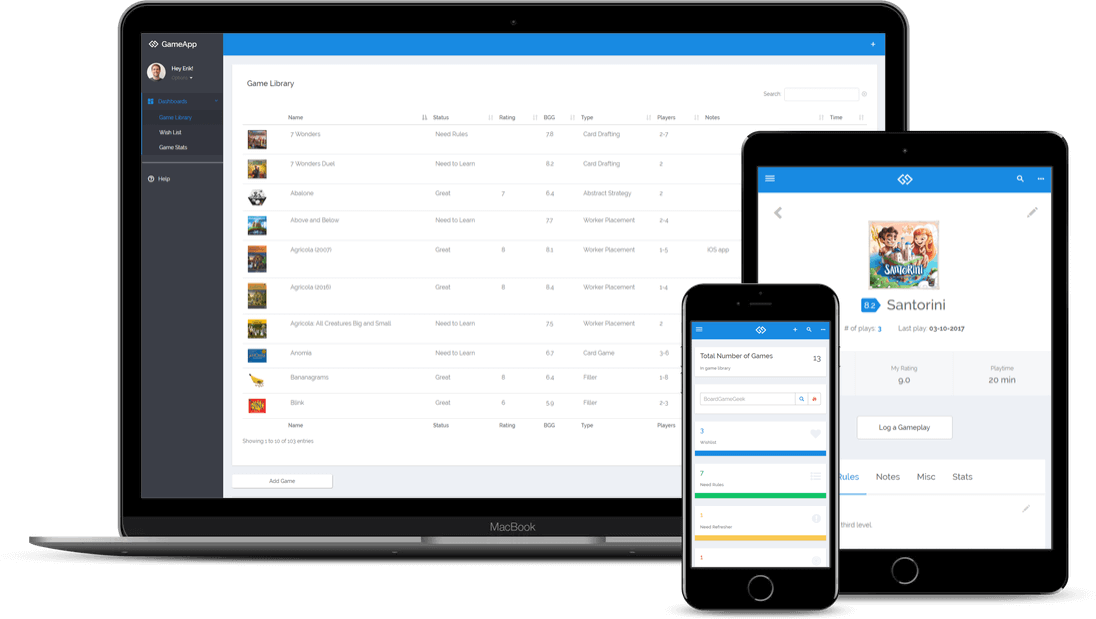 GameApp
Hey Erik!
Dashboards
Game Library
Wish List
Game Stats
Help
+
Game Library
Search:
Name Status Rating BGG Type Players Notes Time
7 Wonders Need Rules 7.8 Card Drafting 2-7
7 Wonders Duel Need to Learn 8.2 Card Drafting 2
Abalone Great 7 8.4 Abstract Strategy 2
Above and Below Need to Learn 7.7 Worker Placement 2-4
Agricola (2007) Great 8 8.1 Worker Placement 1-5 iOS app
Agricola (2016) Great 8 8.4 Worker Placement 1-4
Agricola: All Creatures Big and Small Need to Learn 7.5 Worker Placement 2
Anomia Need to Learn 6.7 Card Game 3-6
Bananagrams Great 8 6.4 Filler 1-8
Blink Great 6 5.9 Filler 2-3
Name Status Rating BGG Type Players
Showing 1 to 10 of 103 entries
Add Game
MacBook
Total Number of Games 13
In game library
BoardGameGeek
3
Wishlist
7
Need Rules
1
Need Refresher
1
SANTORINI
8.2 Santorini
# of plays: 3 Last play: 03-10-2017
My Rating
9.0
Playtime
20 min
Log a Gameplay
Rules Notes Misc Stats
third level